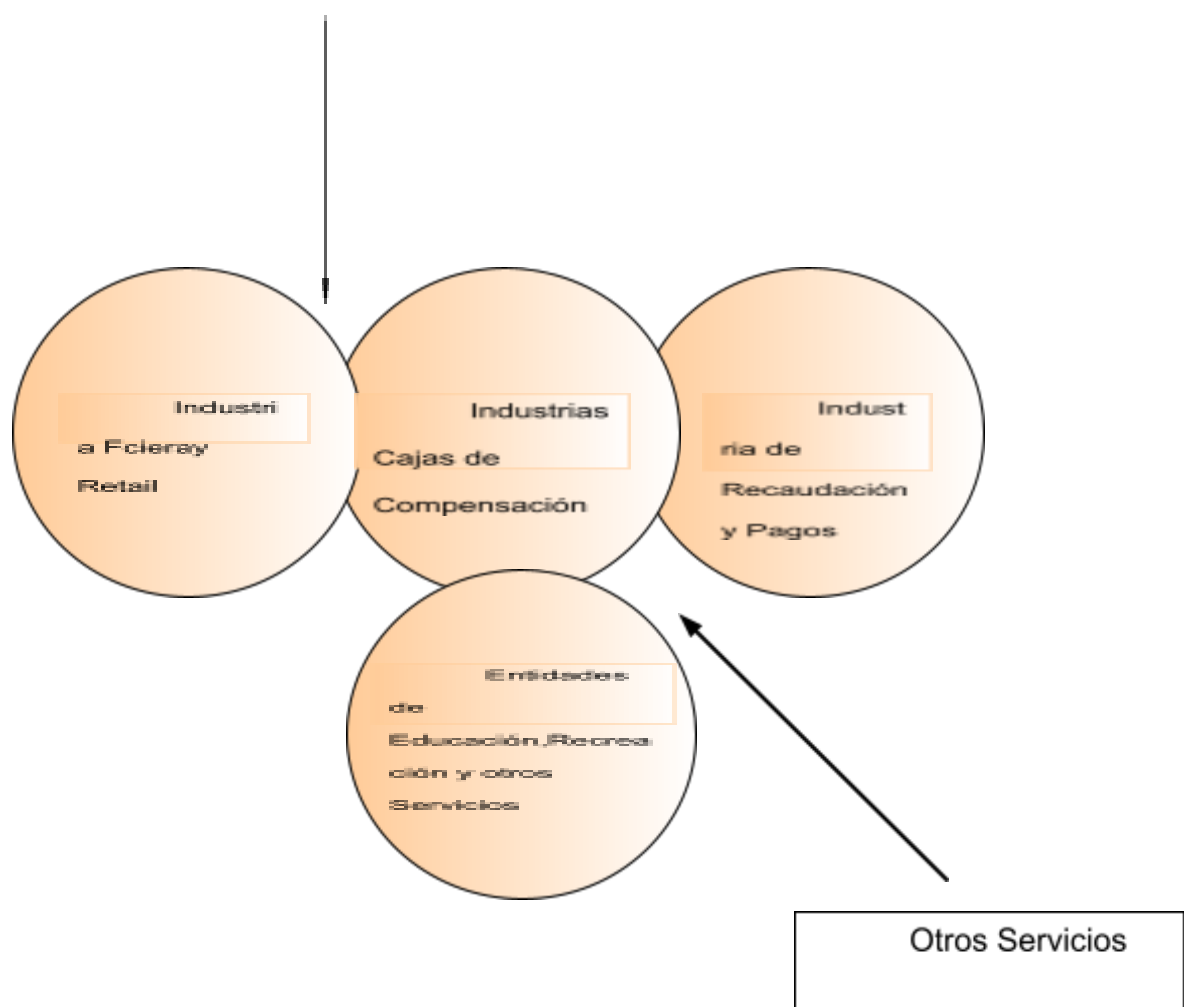 Industri
a Fcieray
Retail
Industrias
Cajas de
Compensación
Indust
ria de
Recaudación
y Pagos
Entidades
de
Educación,Recrea
ción y otros
Servicios
Otros Servicios